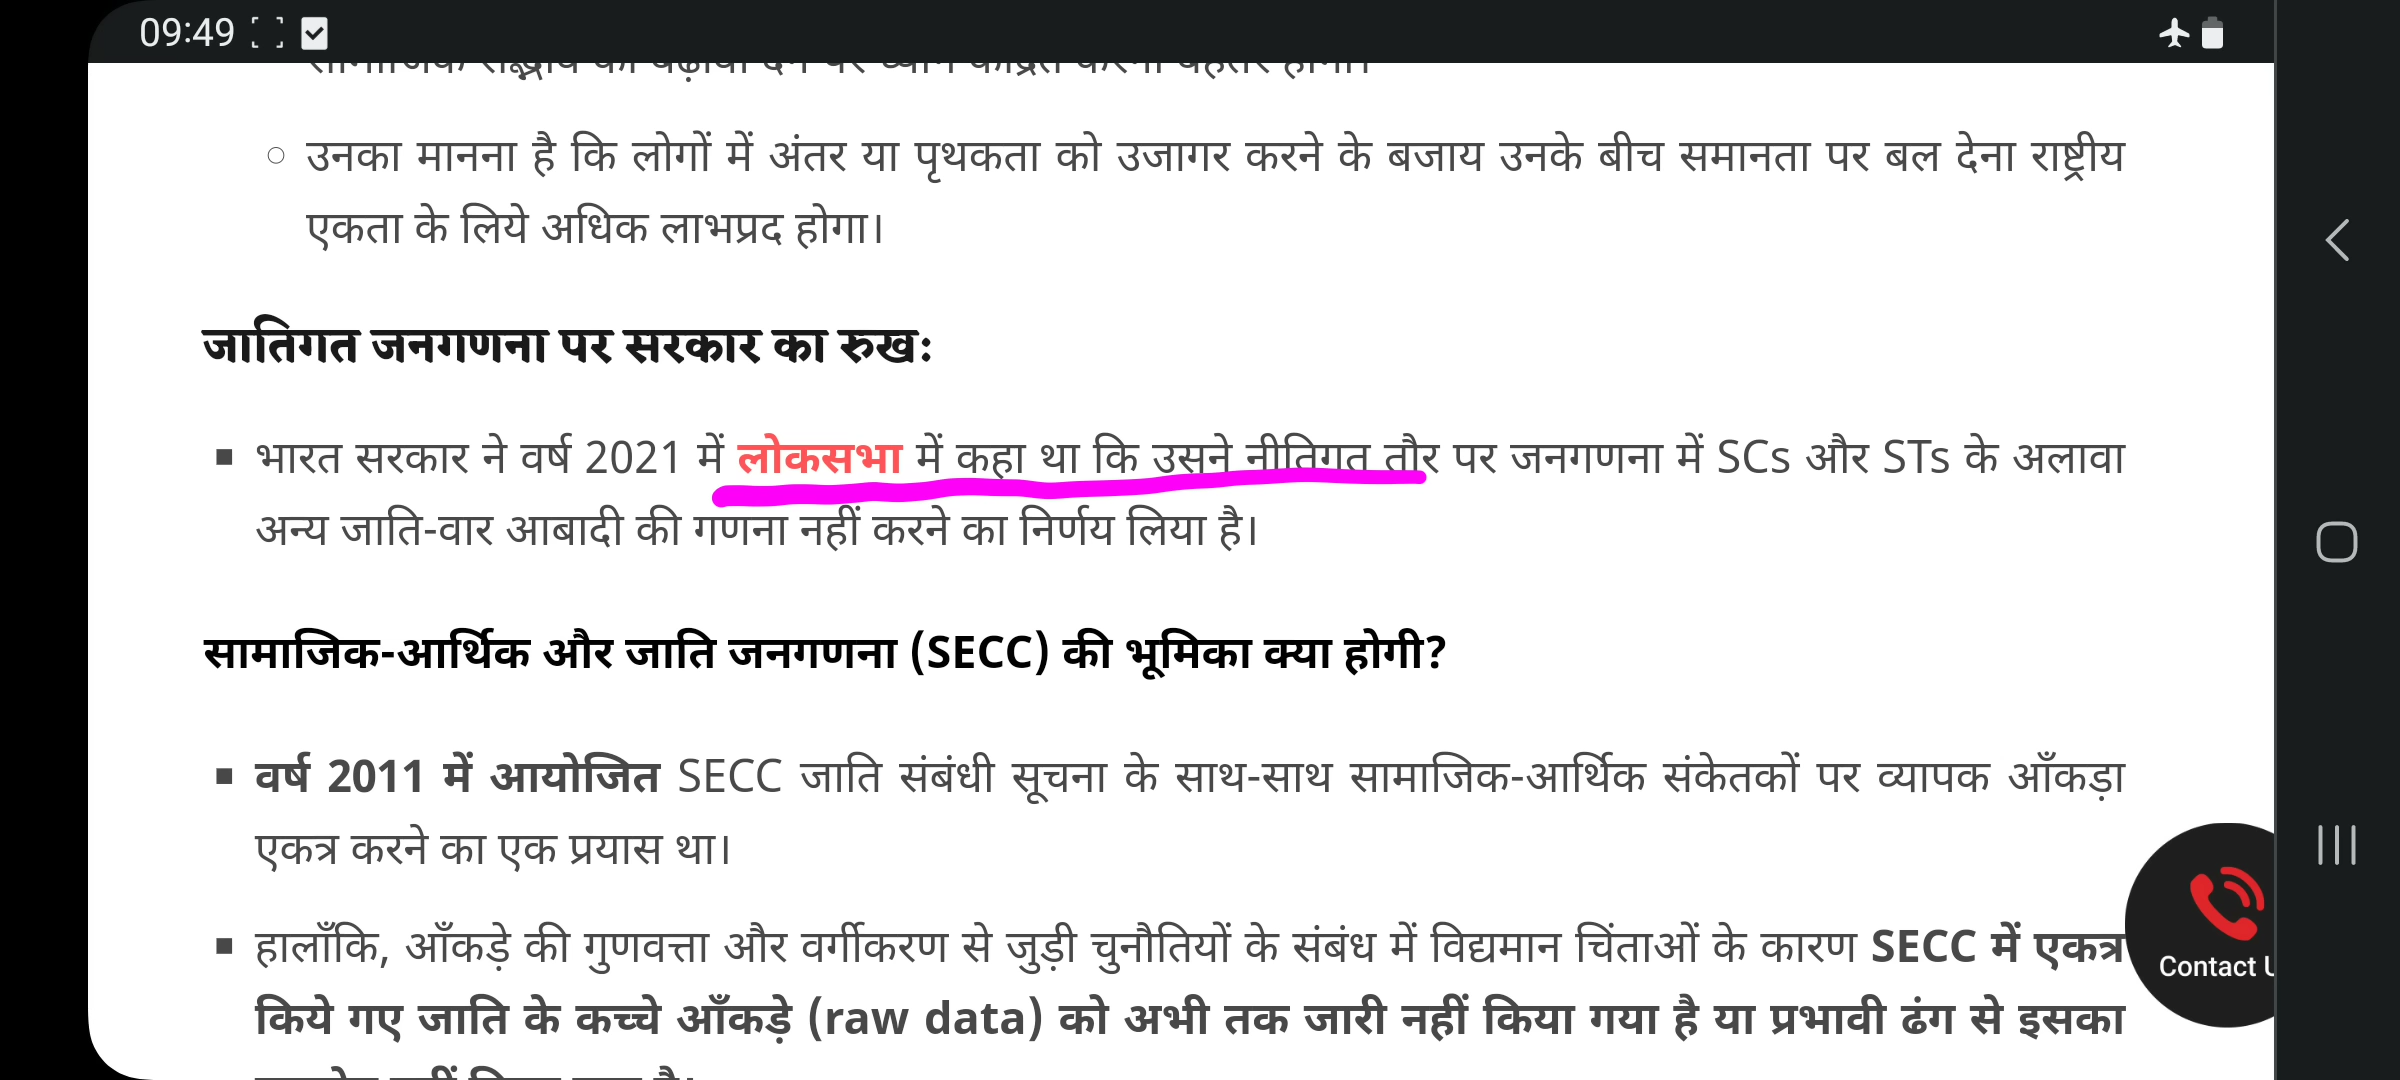 09:49
उनका मानना है कि लोगों में अंतर या पृथकता को उजागर करने के बजाय उनके बीच समानता पर बल देना राष्ट्रीय
एकता के लिये अधिक लाभप्रद होगा।
जातिगत जनगणना पर सरकार का रुख:
भारत सरकार ने वर्ष 2021 में लोकसभा में कहा था कि उसने नीतिगत तौर पर जनगणना में SCs और STs के अलावा
अन्य जाति-वार आबादी की गणना नहीं करने का निर्णय लिया है।
सामाजिक-आर्थिक और जाति जनगणना (SECC) की भूमिका क्या होगी?
वर्ष 2011 में आयोजित SECC जाति संबंधी सूचना के साथ-साथ सामाजिक-आर्थिक संकेतकों पर व्यापक आँकड़ा
एकत्र करने का एक प्रयास था।
हालाँकि, आँकड़े की गुणवत्ता और वर्गीकरण से जुड़ी चुनौतियों के संबंध में विद्यमान चिंताओं के कारण SECC में एकत्र
किये गए जाति के कच्चे आँकड़े (raw data) को अभी तक जारी नहीं किया गया है या प्रभावी ढंग से इसका
Contact